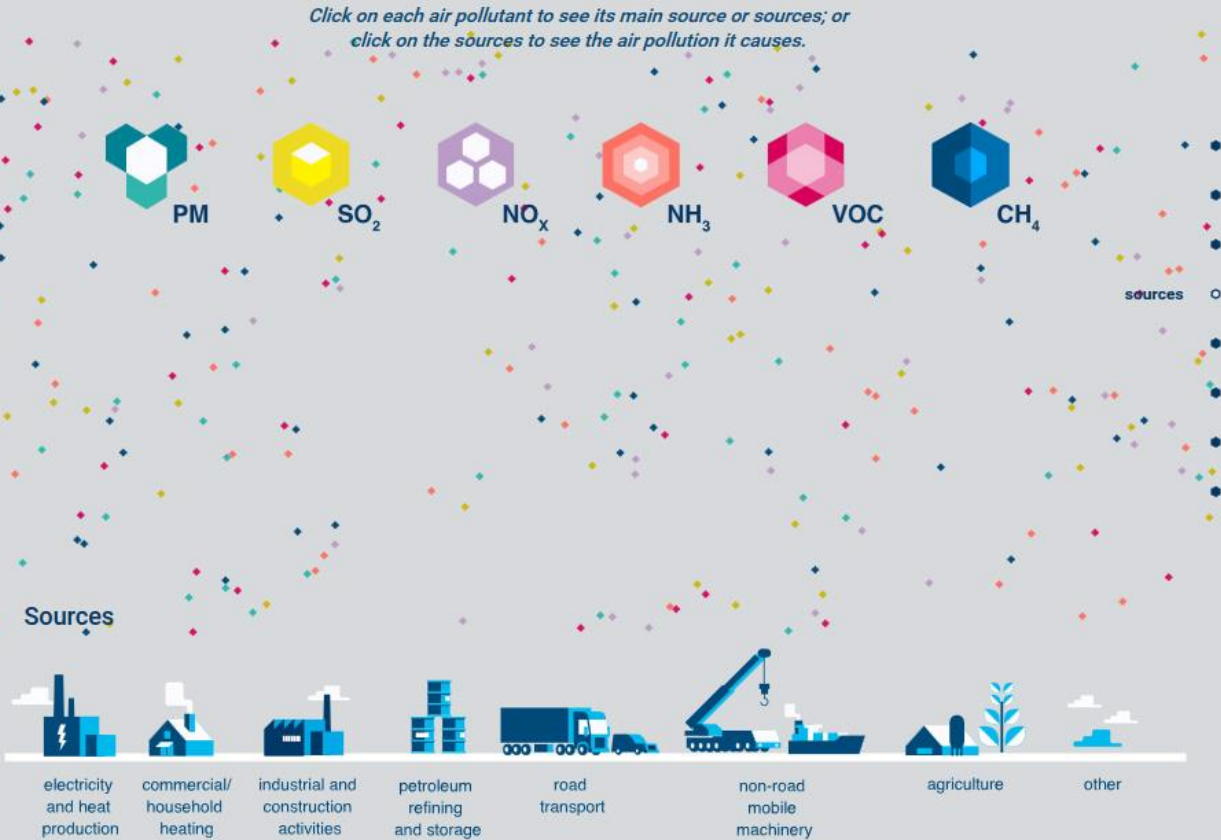 Click on each air pollutant to see its main source or sources; or
click on the sources to see the air pollution it causes.
PM
SO₂
NOₓ
NH₃
VOC
CH₄
sources
Sources
electricity
and heat
production
commercial/
household
heating
industrial and
construction
activities
petroleum
refining
and storage
road
transport
non-road
mobile
machinery
agriculture
other